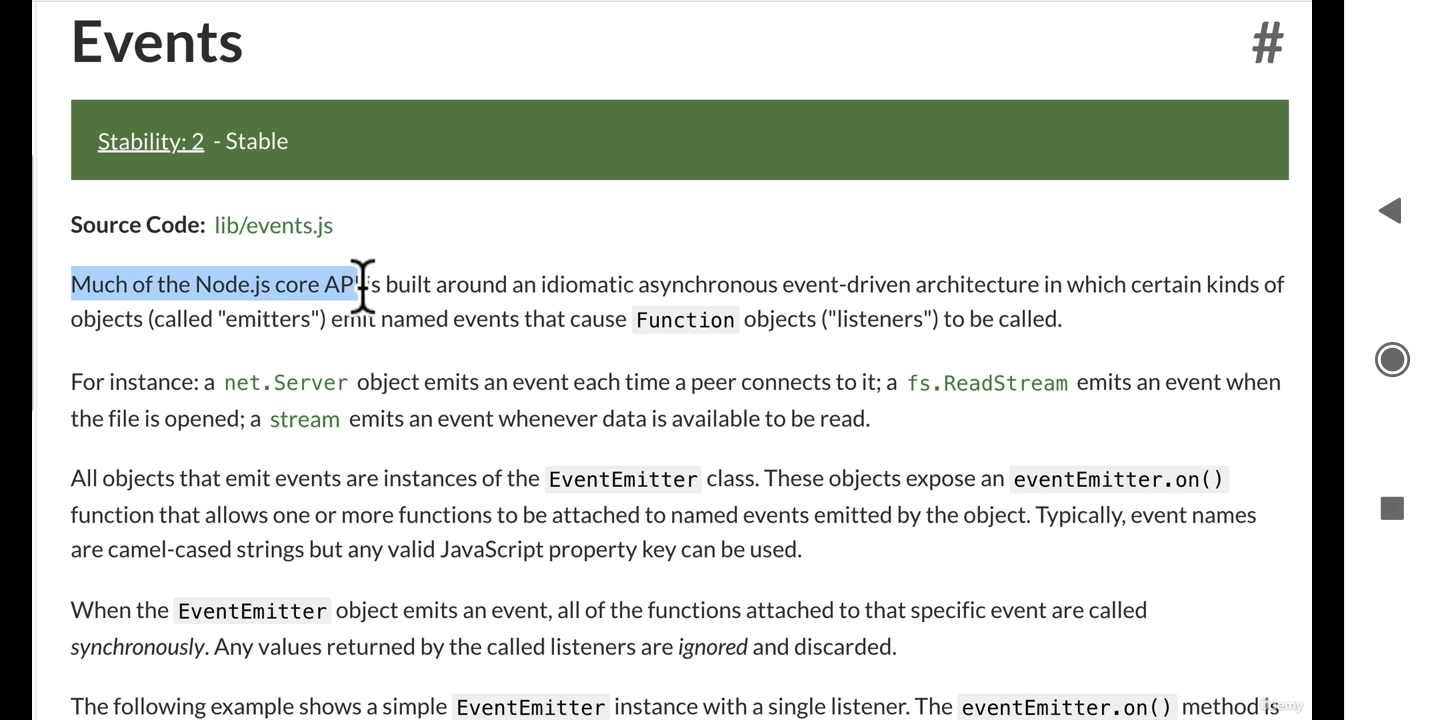 Events #
Stability: 2 - Stable
Source Code: lib/events.js
Much of the Node.js core API is built around an idiomatic asynchronous event-driven architecture in which certain kinds of
objects (called "emitters") emit named events that cause Function objects ("listeners") to be called.
For instance: a net.Server object emits an event each time a peer connects to it; a fs.ReadStream emits an event when
the file is opened; a stream emits an event whenever data is available to be read.
All objects that emit events are instances of the EventEmitter class. These objects expose an eventEmitter.on()
function that allows one or more functions to be attached to named events emitted by the object. Typically, event names
are camel-cased strings but any valid JavaScript property key can be used.
When the EventEmitter object emits an event, all of the functions attached to that specific event are called
synchronously. Any values returned by the called listeners are ignored and discarded.
The following example shows a simple EventEmitter instance with a single listener. The eventEmitter.on() method is